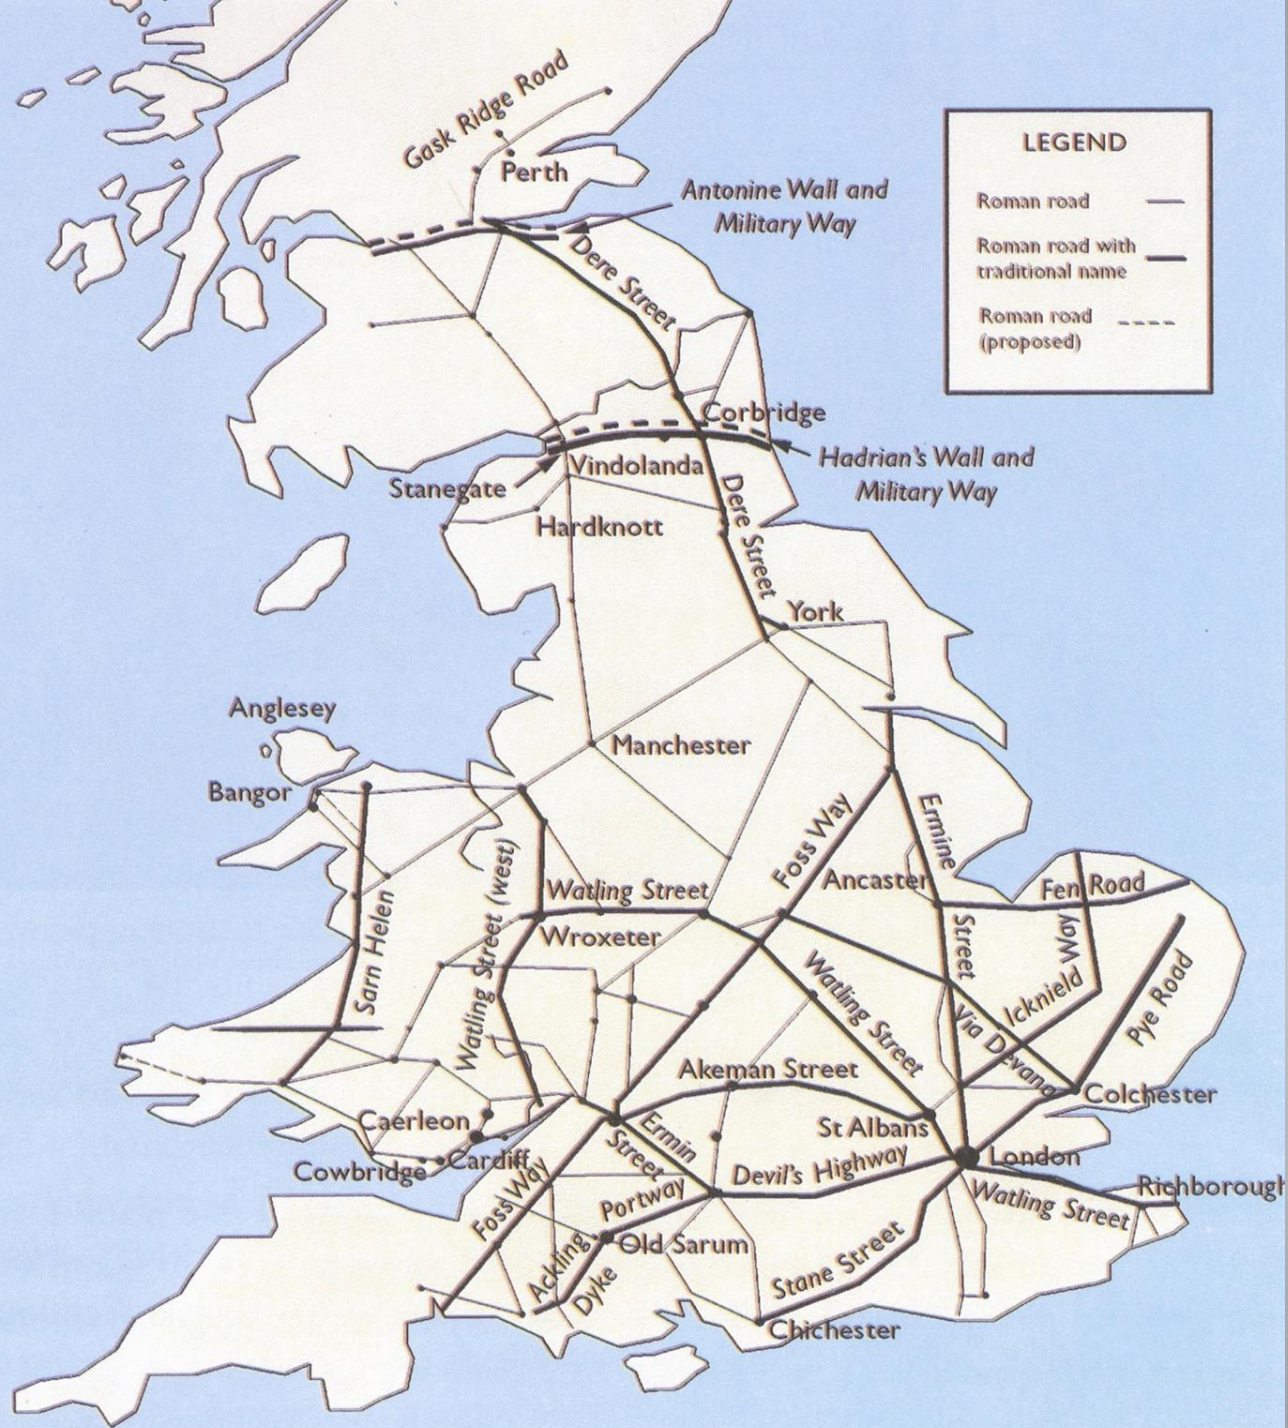 Gask Ridge Road
LEGEND
Roman road
Roman road with
traditional name
Roman road
(proposed)
Perth
Antonine Wall and
Military Way
Dere Street
Corbridge
Hadrian's Wall and
Military Way
Vindolanda
Stanegate
Hardknott
Dere Street
York
Anglesey
Manchester
Bangor
Foss Way
Ermine
Street
Ancaster
Fen Road
Watling Street
Wroxeter
Watling Street (west)
Sarn Helen
Icknield Way
Pye Road
Watling Street
Via Devana
Akeman Street
Colchester
Caerleon
St Albans
Ermin
Street
London
Cowbridge
Cardiff
Devil's Highway
Richborough
Watling Street
Foss Way
Portway
Old Sarum
Ackling
Dyke
Stane Street
Chichester